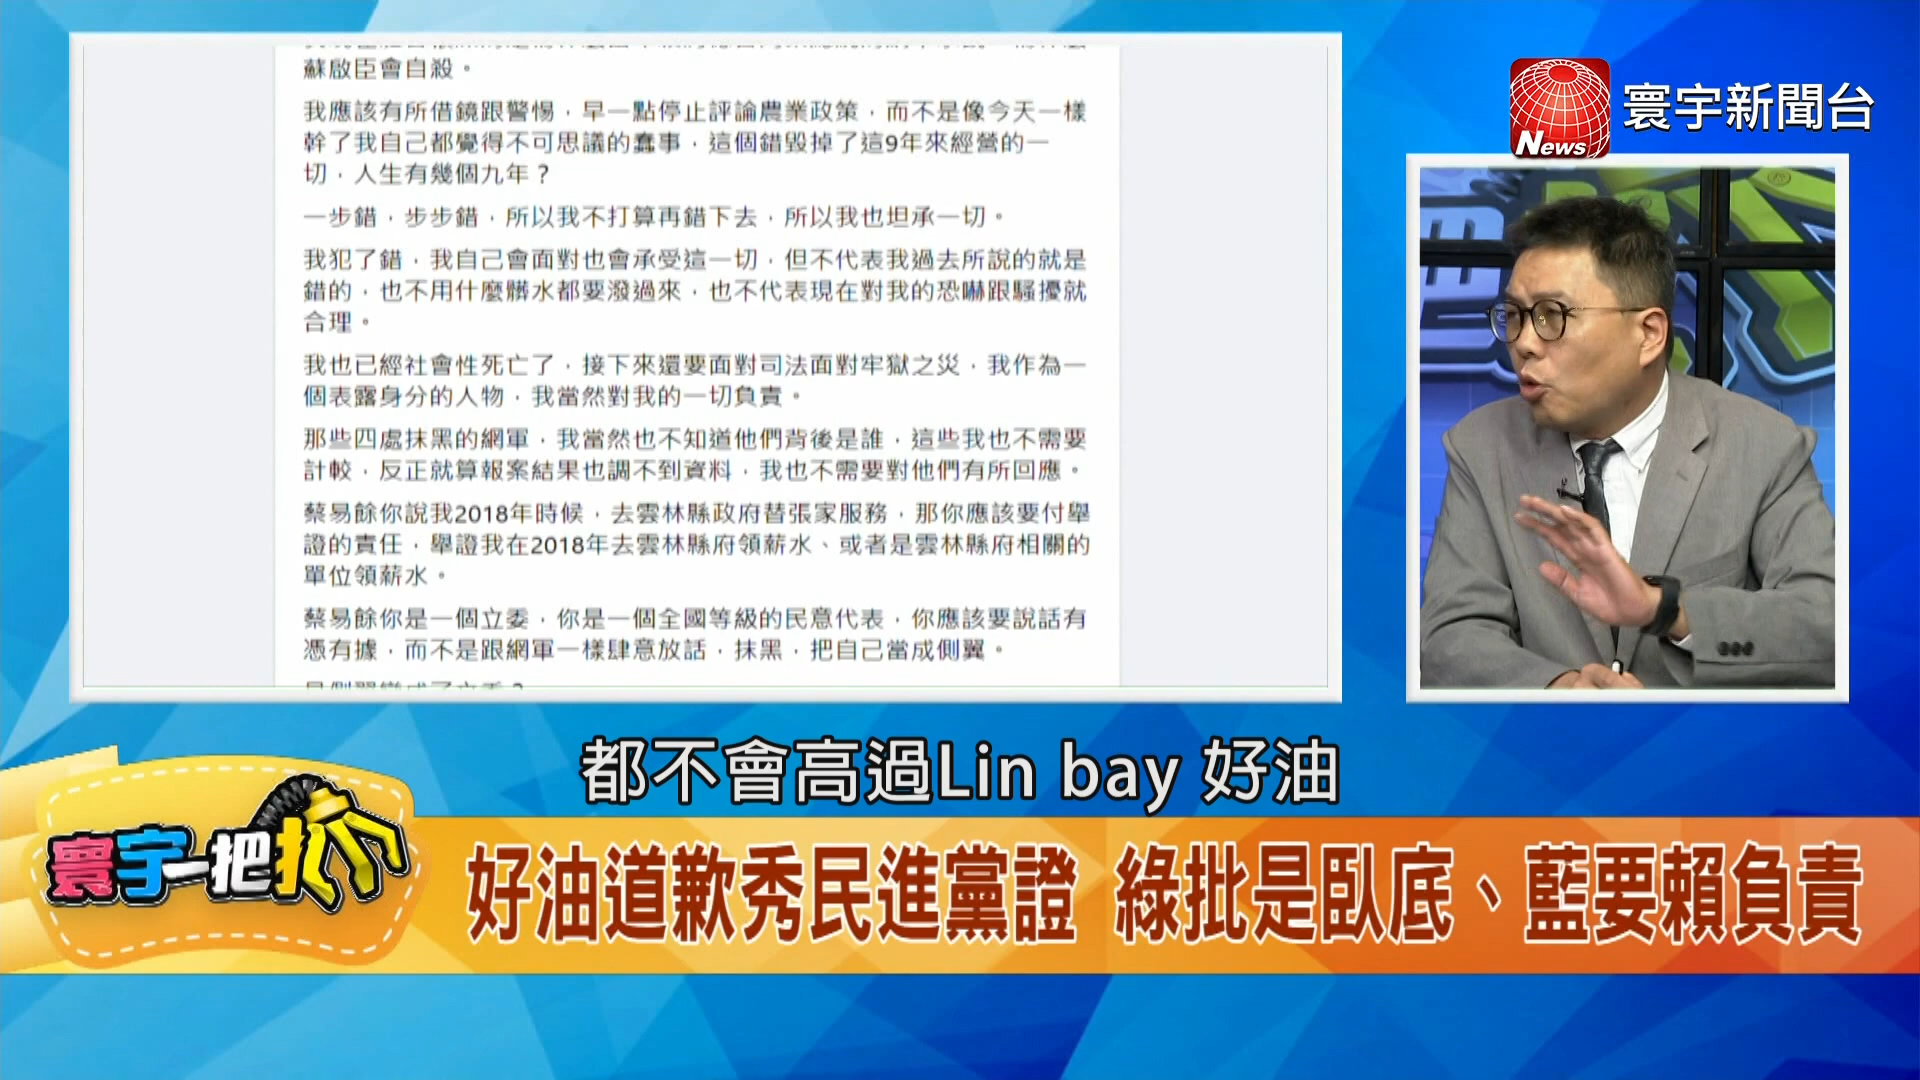 蘇啟臣會自殺。
我應該有所借鏡跟警惕，早一點停止評論農業政策，而不是像今天一樣
幹了我自己都覺得不可思議的蠢事，這個錯毀掉了這9年來經營的一
切，人生有幾個九年？
一步錯，步步錯，所以我不打算再錯下去，所以我也坦承一切。
我犯了錯，我自己會面對也會承受這一切，但不代表我過去所說的就是
錯的，也不用什麼髒水都要潑過來，也不代表現在對我的恐嚇跟騷擾就
合理。
我也已經社會性死亡了，接下來還要面對司法面對牢獄之災，我作為一
個表露身分的人物，我當然對我的一切負責。
那些四處抹黑的網軍，我當然也不知道他們背後是誰，這些我也不需要
計較，反正就算報案結果也調不到資料，我也不需要對他們有所回應。
蔡易餘你說我2018年時候，去雲林縣政府替張家服務，那你應該要付舉
證的責任，舉證我在2018年去雲林縣府領薪水、或者是雲林縣府相關的
單位領薪水。
蔡易餘你是一個立委，你是一個全國等級的民意代表，你應該要說話有
憑有據，而不是跟網軍一樣肆意放話，抹黑，把自己當成側翼。
News
寰宇新聞台
都不會高過Lin bay 好油
寰宇一把抓
好油道歉秀民進黨證 綠批是臥底、藍要賴負責